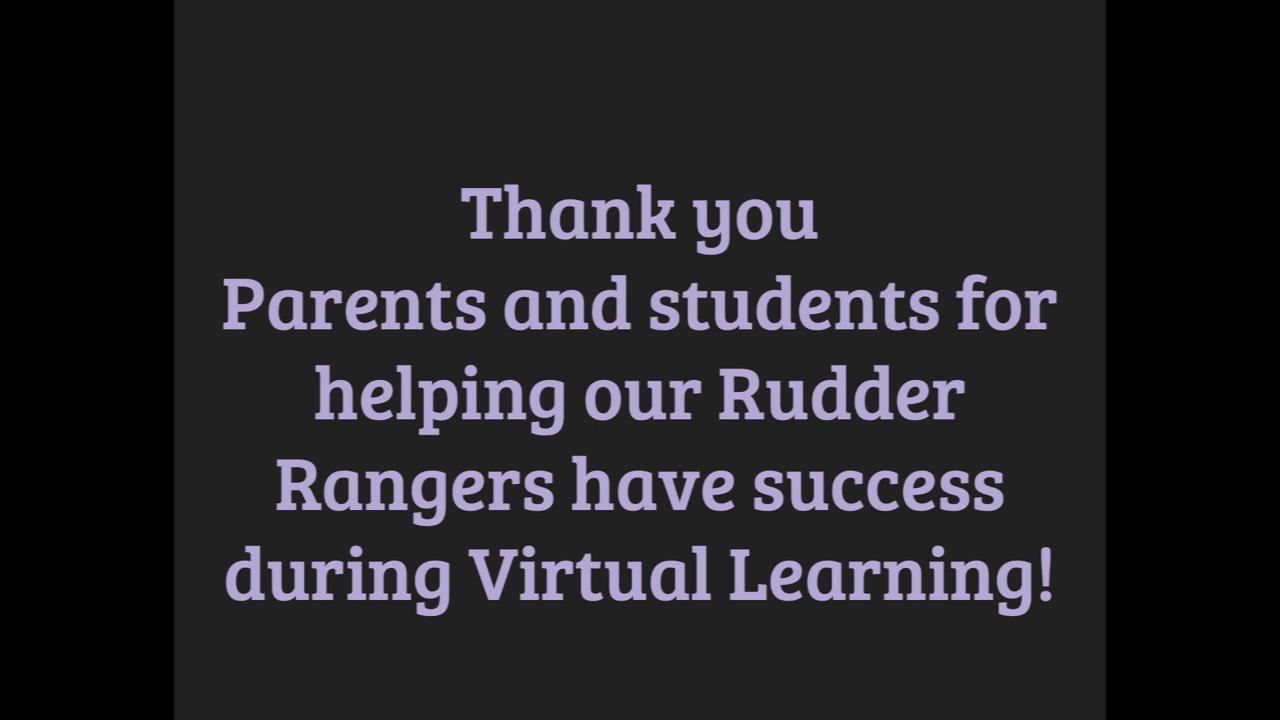 Thank you
Parents and students for
helping our Rudder
Rangers have success
during Virtual Learning!